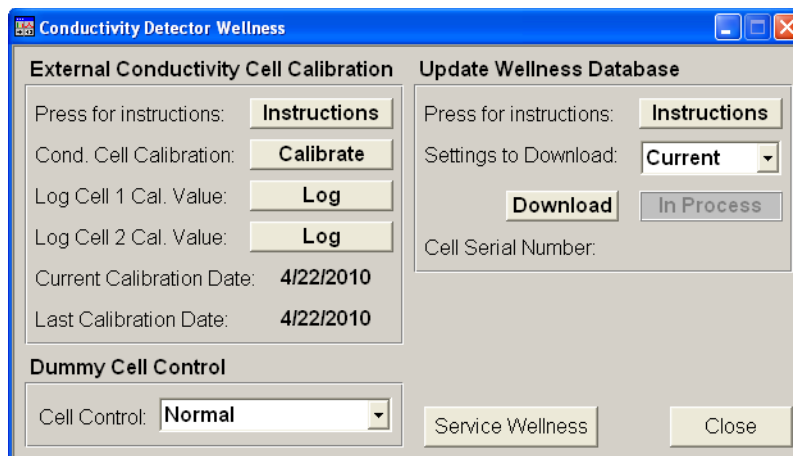 Conductivity Detector Wellness
External Conductivity Cell Calibration
Press for instructions: Instructions
Cond. Cell Calibration: Calibrate
Log Cell 1 Cal. Value: Log
Log Cell 2 Cal. Value: Log
Current Calibration Date: 4/22/2010
Last Calibration Date: 4/22/2010
Dummy Cell Control
Cell Control: Normal
Update Wellness Database
Press for instructions: Instructions
Settings to Download: Current
Download In Process
Cell Serial Number:
Service Wellness Close